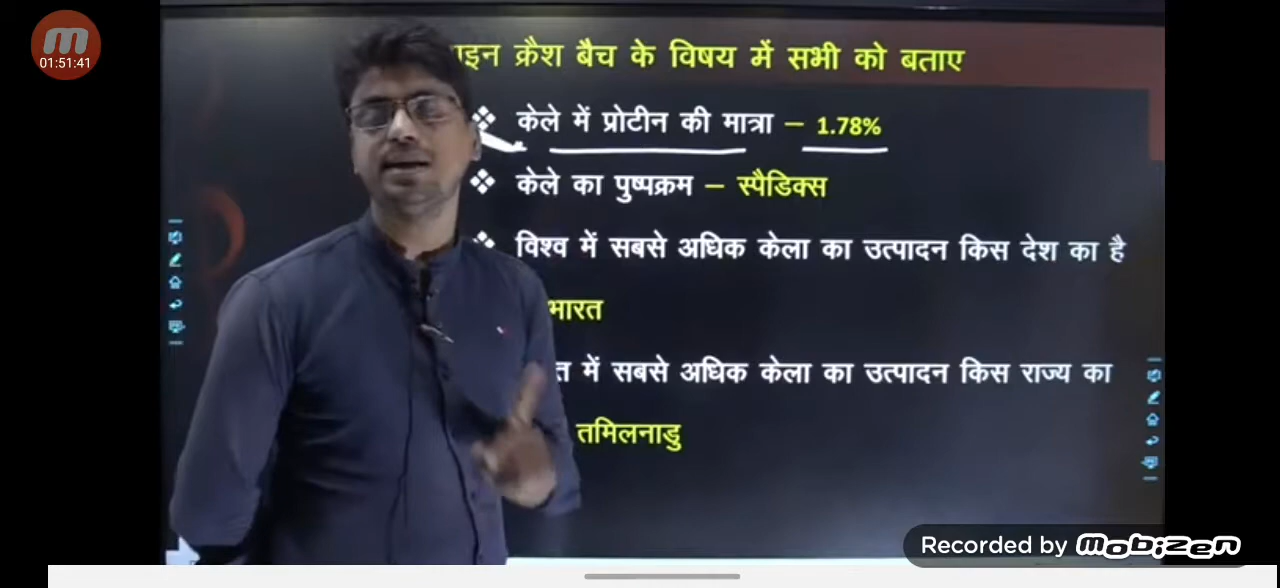 01:51:41
क्रैश बैच के विषय में सभी को बताए
❖ केले में प्रोटीन की मात्रा – 1.78%
❖ केले का पुष्पक्रम – स्पैडिक्स
❖ विश्व में सबसे अधिक केला का उत्पादन किस देश का है
भारत
में सबसे अधिक केला का उत्पादन किस राज्य का
तमिलनाडु
Recorded by mobizen